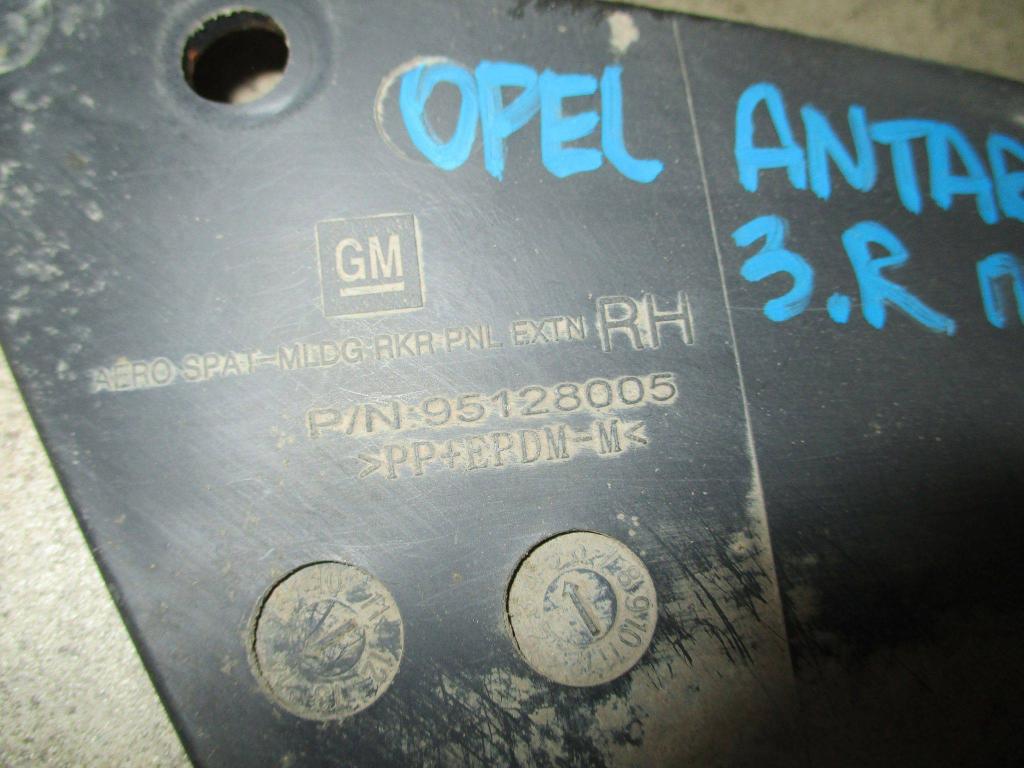 OPEL ANTAR
3.R
GM
AERO SPAT-MLDG-RKR PNL EXTN RH
P/N:95128005
>PP+EPDM-M<